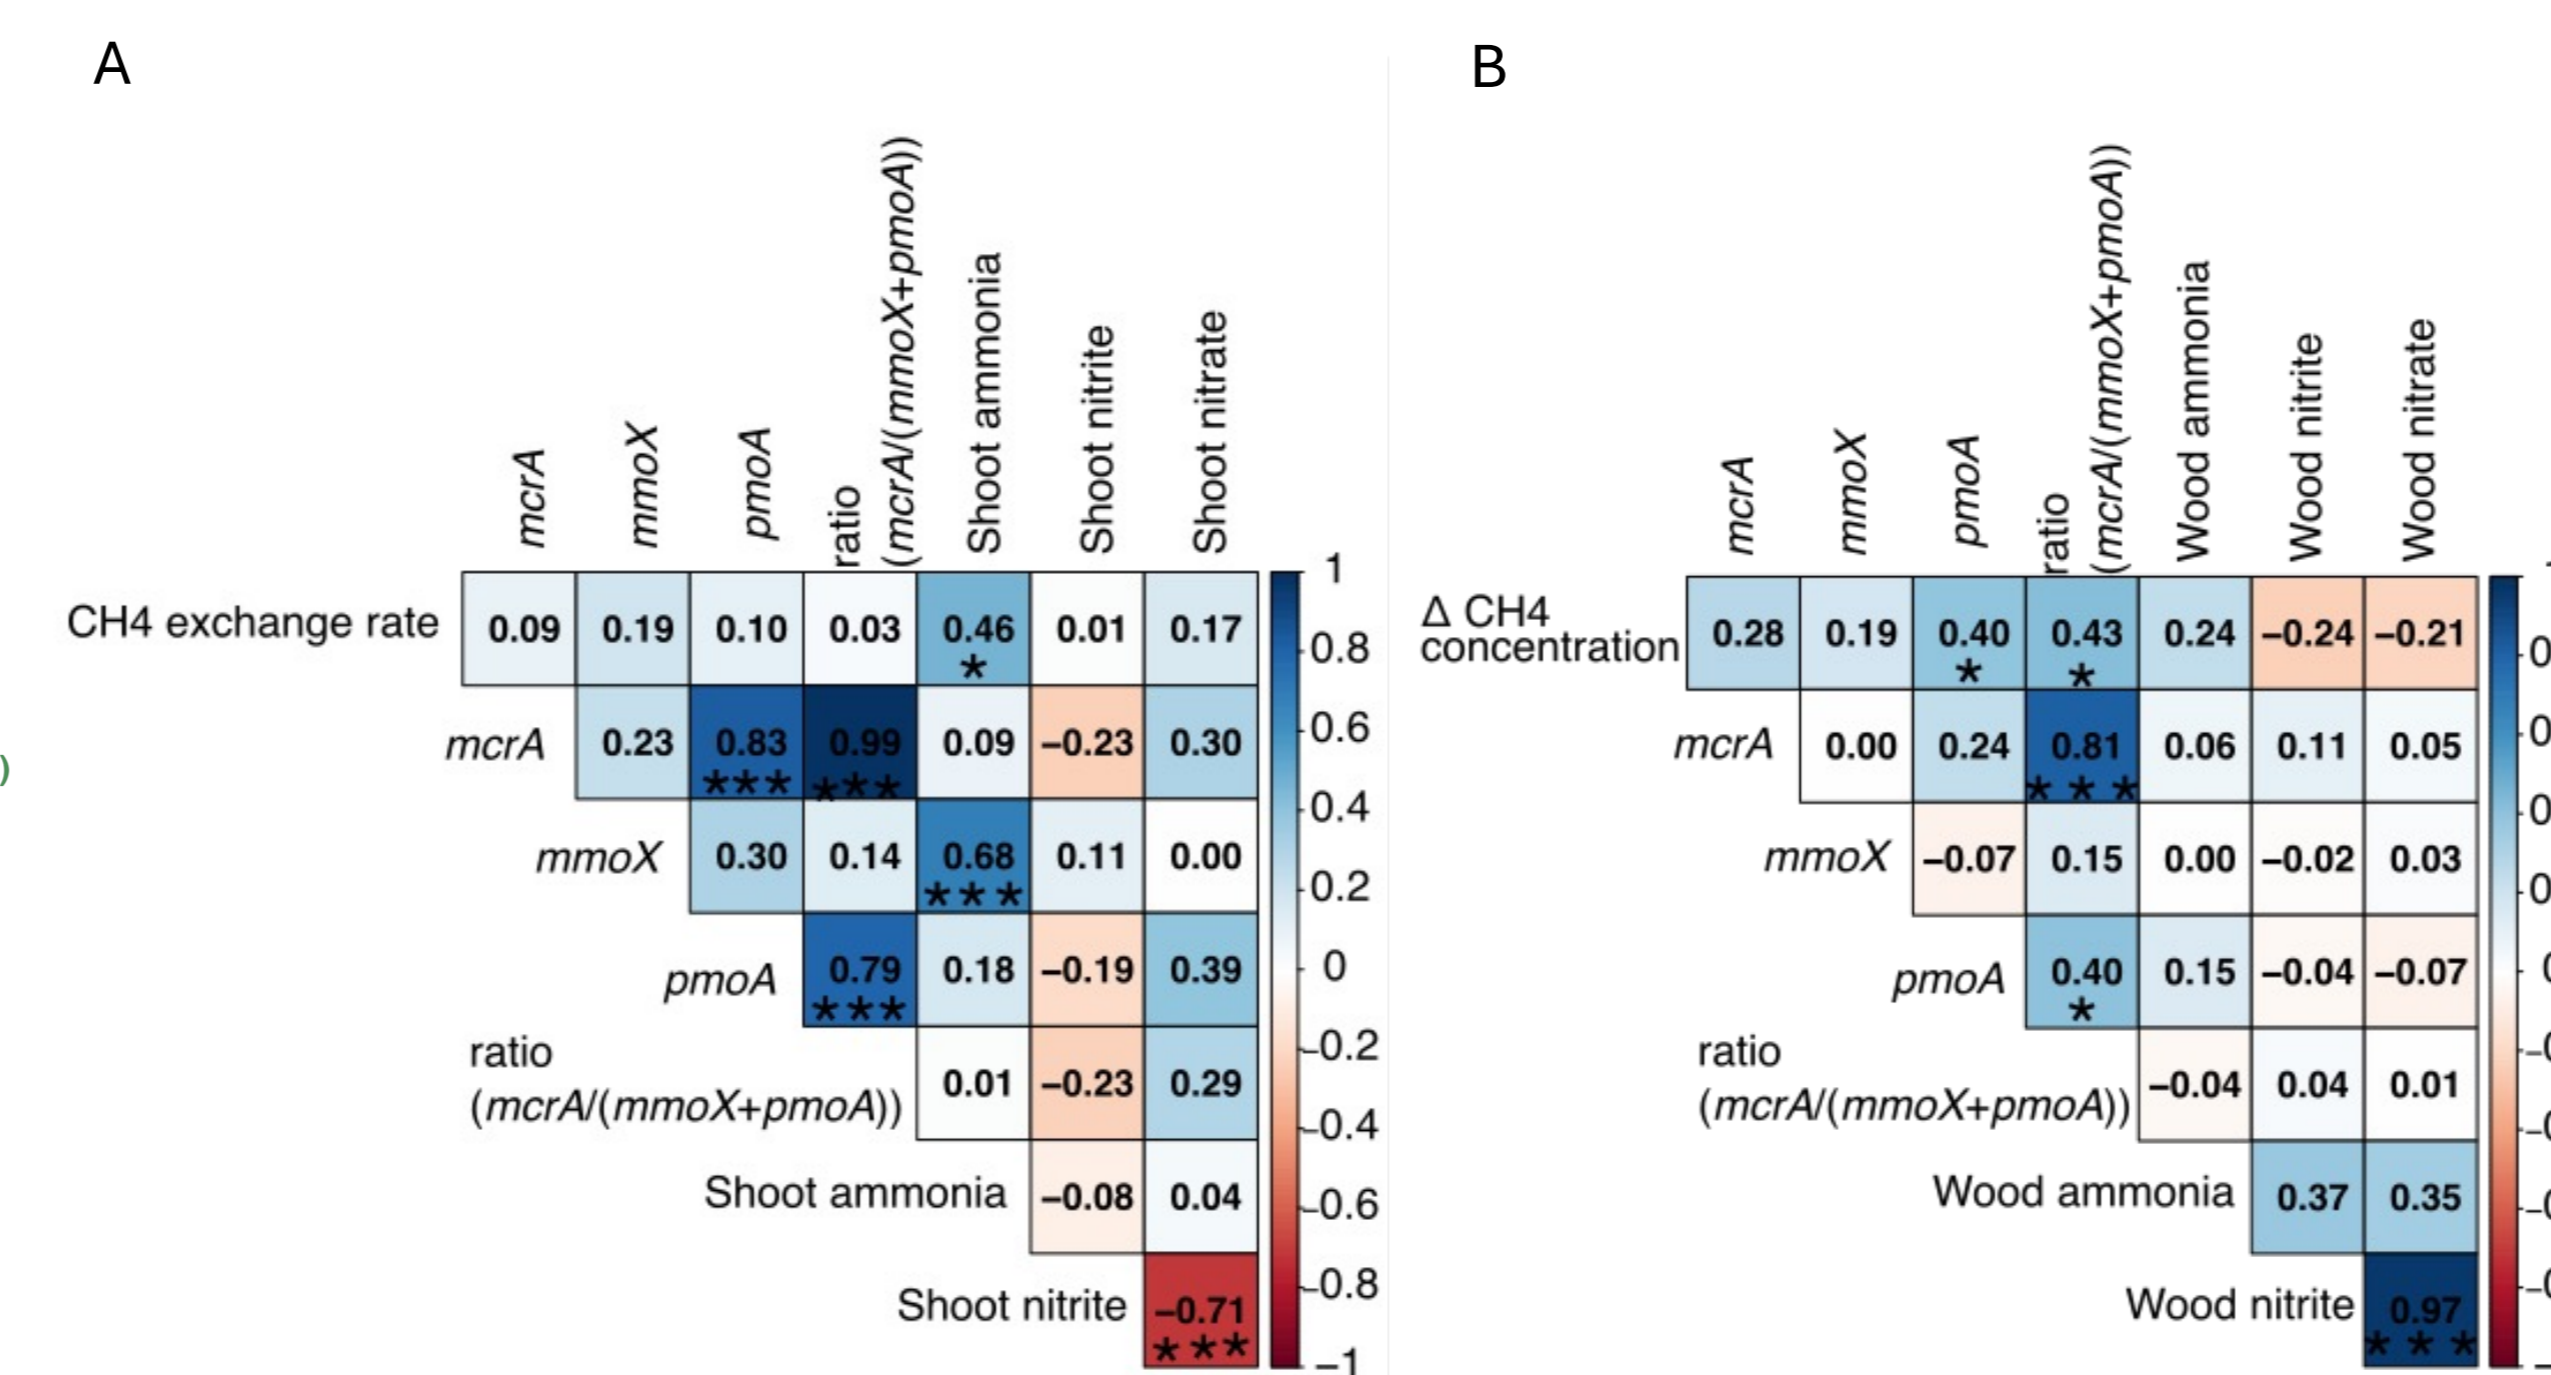 A
B
mcrA
mmoX
pmoA
ratio
(mcrA/(mmoX+pmoA))
Shoot ammonia
Shoot nitrite
Shoot nitrate
CH4 exchange rate
0.09 0.19 0.10 0.03 0.46 0.01 0.17
*
mcrA
0.23 0.83 0.99 0.09 −0.23 0.30
*** ***
mmoX
0.30 0.14 0.68 0.11 0.00
***
pmoA
0.79 0.18 −0.19 0.39
***
ratio
(mcrA/(mmoX+pmoA))
0.01 −0.23 0.29
Shoot ammonia
−0.08 0.04
Shoot nitrite
−0.71
***
1
0.8
0.6
0.4
0.2
0
−0.2
−0.4
−0.6
−0.8
−1
)
mcrA
mmoX
pmoA
ratio
(mcrA/(mmoX+pmoA))
Wood ammonia
Wood nitrite
Wood nitrate
Δ CH4
concentration
0.28 0.19 0.40 0.43 0.24 −0.24 −0.21
* *
mcrA
0.00 0.24 0.81 0.06 0.11 0.05
***
mmoX
−0.07 0.15 0.00 −0.02 0.03
pmoA
0.40 0.15 −0.04 −0.07
*
ratio
(mcrA/(mmoX+pmoA))
−0.04 0.04 0.01
Wood ammonia
0.37 0.35
Wood nitrite
0.97
***